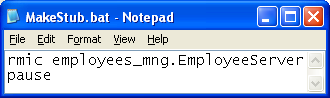 MakeStub.bat - Notepad
File Edit Format View Help
rmic employees_mng.EmployeeServer
pause